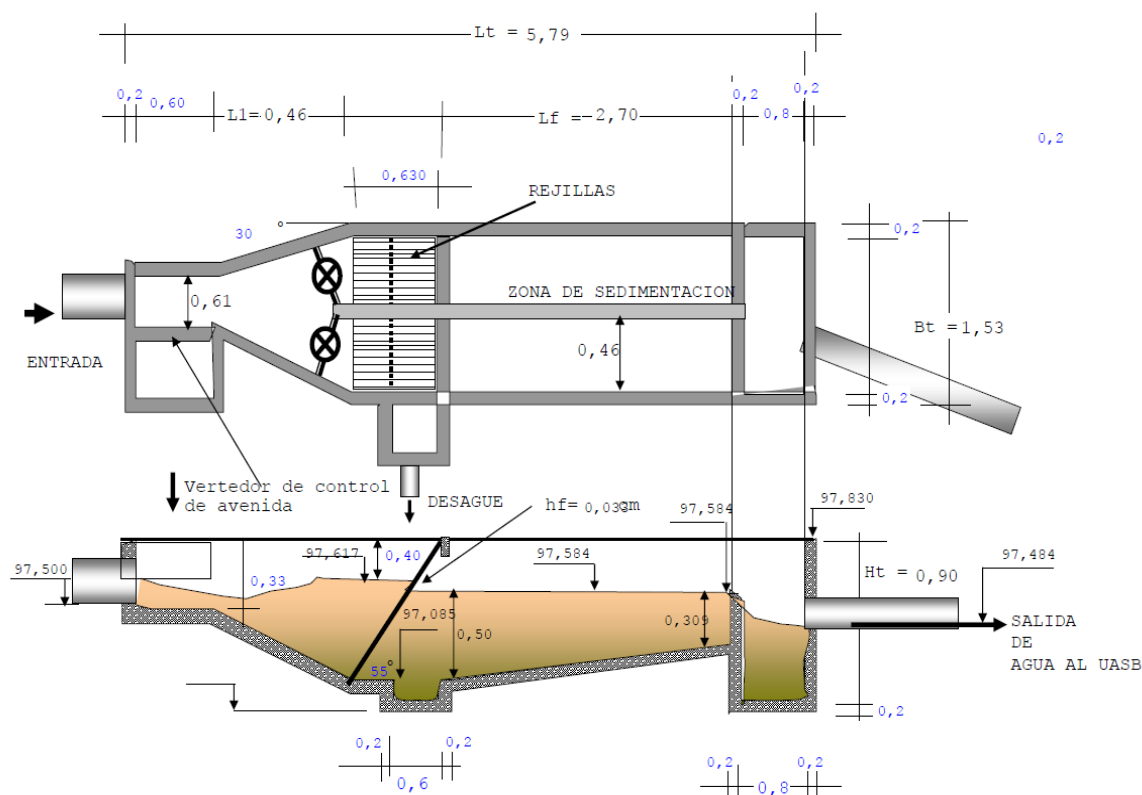 Lt = 5,79
0,2
0,60
L1=0,46
Lf = 2,70
0,2
0,8
0,2
0,2
0,630
REJILLAS
30 °
0,2
0,61
ZONA DE SEDIMENTACION
Bt = 1,53
ENTRADA
0,46
0,2
Vertedor de control
de avenida
DESAGUE
hf= 0,033 cm
97,584
97,830
97,617
0,40
97,584
97,484
97,500
0,33
Ht = 0,90
97,085
0,50
0,309
SALIDA
DE
AGUA AL UASB
55°
0,2
0,2
0,2
0,6
0,2
0,2
0,8